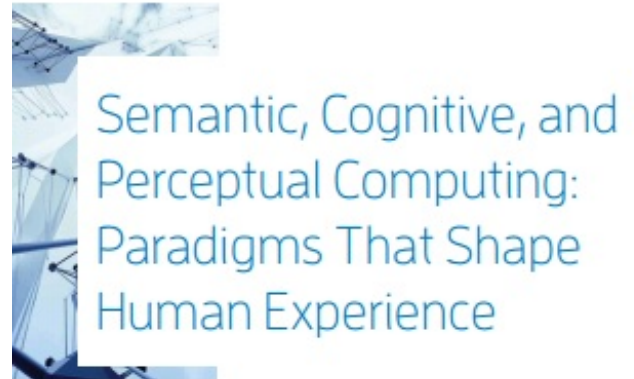 Semantic, Cognitive, and
Perceptual Computing:
Paradigms That Shape
Human Experience